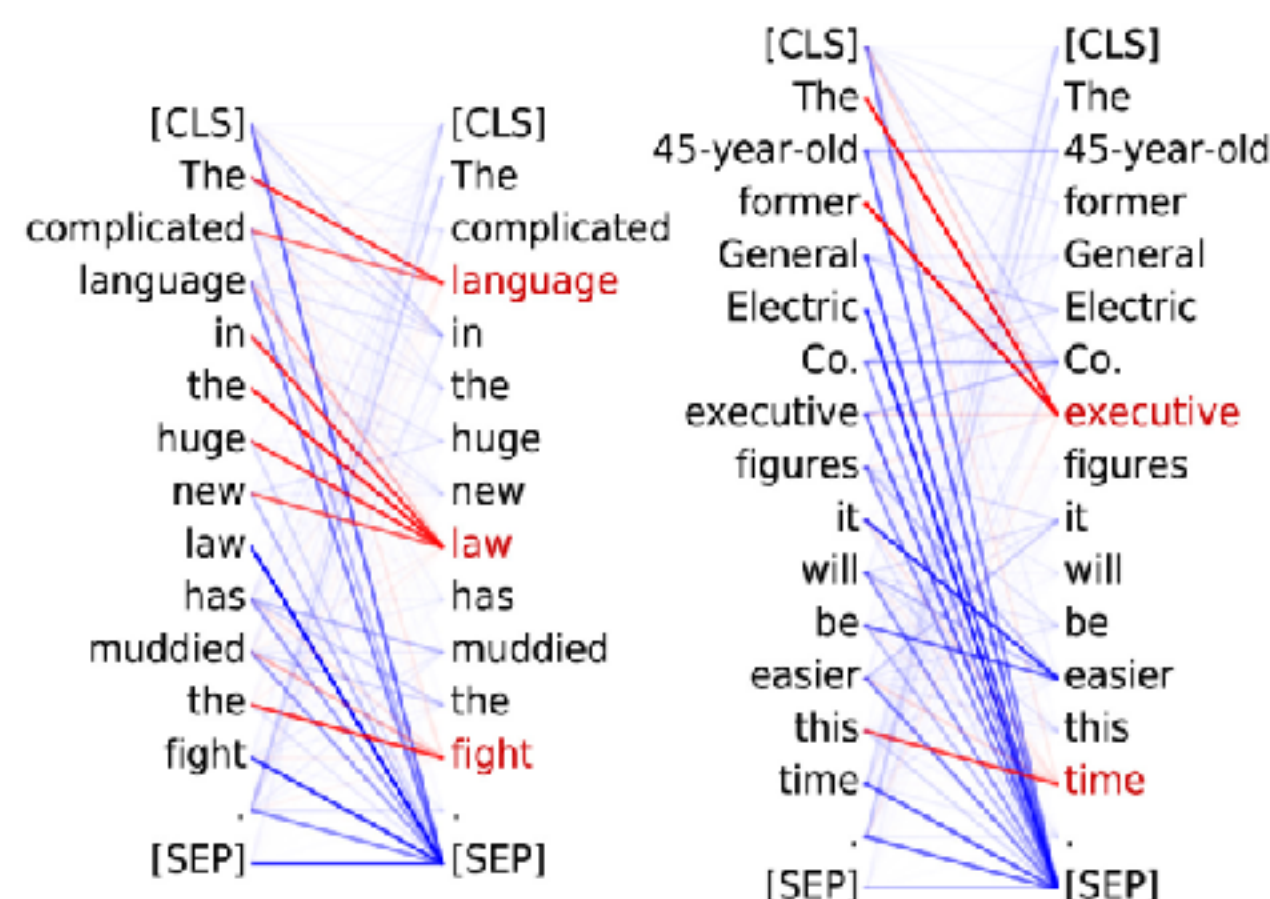 [CLS] [CLS]
The The
complicated complicated
language language
in in
the the
huge huge
new new
law law
has has
muddied muddied
the the
fight fight
. .
[SEP] [SEP]
[CLS] [CLS]
The The
45-year-old 45-year-old
former former
General General
Electric Electric
Co. Co.
executive executive
figures figures
it it
will will
be be
easier easier
this this
time time
. .
[SEP] [SEP]